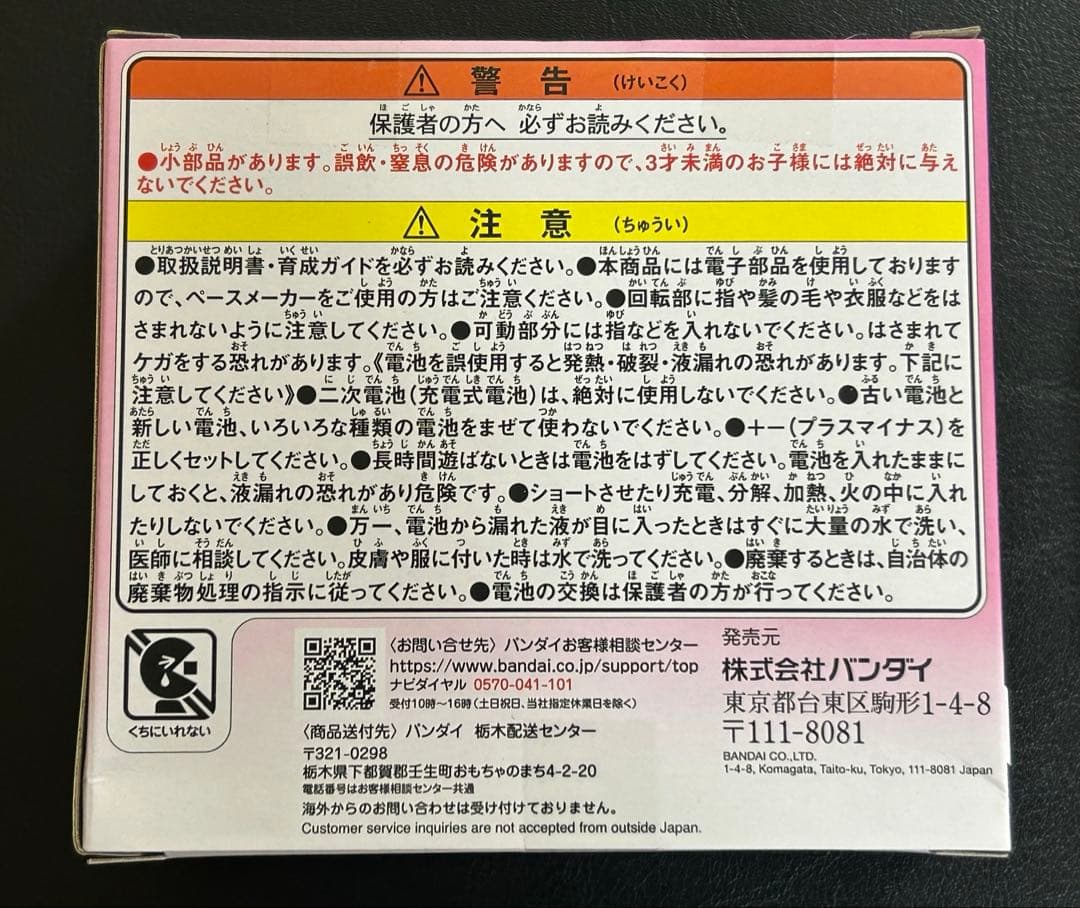 ⚠ 警告 (けいこく)
保護者の方へ 必ずお読みください。
●小部品があります。誤飲・窒息の危険がありますので、3才未満のお子様には絶対に与え
ないでください。
⚠ 注意 (ちゅうい)
●取扱説明書・育成ガイドを必ずお読みください。●本商品には電子部品を使用しております
ので、ペースメーカーをご使用の方はご注意ください。●回転部に指や髪の毛や衣服などをは
さまれないように注意してください。●可動部分には指などを入れないでください。はさまれて
ケガをする恐れがあります。《電池を誤使用すると発熱・破裂・液漏れの恐れがあります。下記に
注意してください》●二次電池(充電式電池)は、絶対に使用しないでください。●古い電池と
新しい電池、いろいろな種類の電池をまぜて使わないでください。●+−(プラスマイナス)を
正しくセットしてください。●長時間遊ばないときは電池をはずしてください。電池を入れたままに
しておくと、液漏れの恐れがあり危険です。●ショートさせたり充電、分解、加熱、火の中に入れ
たりしないでください。●万一、電池から漏れた液が目に入ったときはすぐに大量の水で洗い、
医師に相談してください。皮膚や服に付いた時は水で洗ってください。●廃棄するときは、自治体の
廃棄物処理の指示に従ってください。●電池の交換は保護者の方が行ってください。
くちにいれない
〈お問い合せ先〉バンダイお客様相談センター
https://www.bandai.co.jp/support/top
ナビダイヤル 0570-041-101
受付10時〜16時(土日祝日、当社指定休業日を除く)
〈商品送付先〉バンダイ 栃木配送センター
〒321-0298
栃木県下都賀郡壬生町おもちゃのまち4-2-20
電話番号はお客様相談センター共通
海外からのお問い合わせは受け付けておりません。
Customer service inquiries are not accepted from outside Japan.
発売元
株式会社バンダイ
東京都台東区駒形1-4-8
〒111-8081
BANDAI CO.,LTD.
1-4-8, Komagata, Taito-ku, Tokyo, 111-8081 Japan